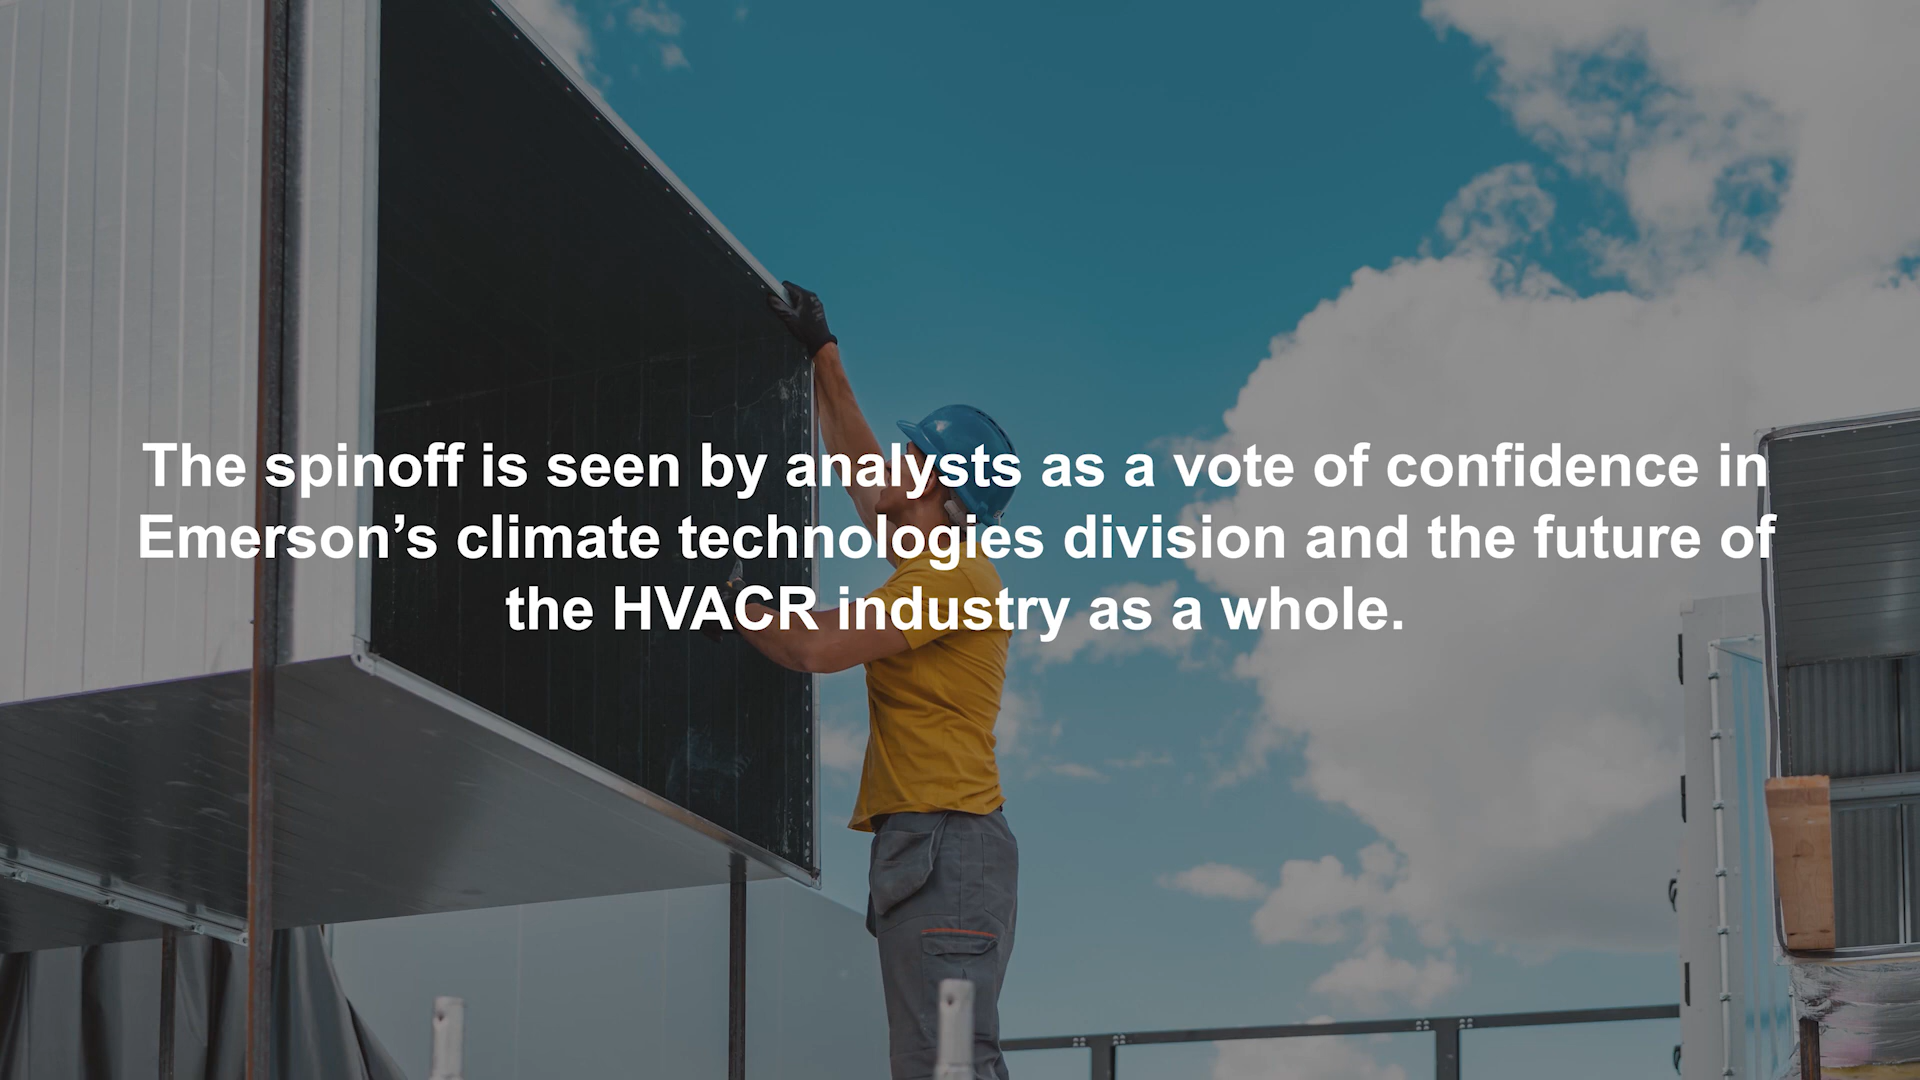 The spinoff is seen by analysts as a vote of confidence in
Emerson’s climate technologies division and the future of
the HVACR industry as a whole.